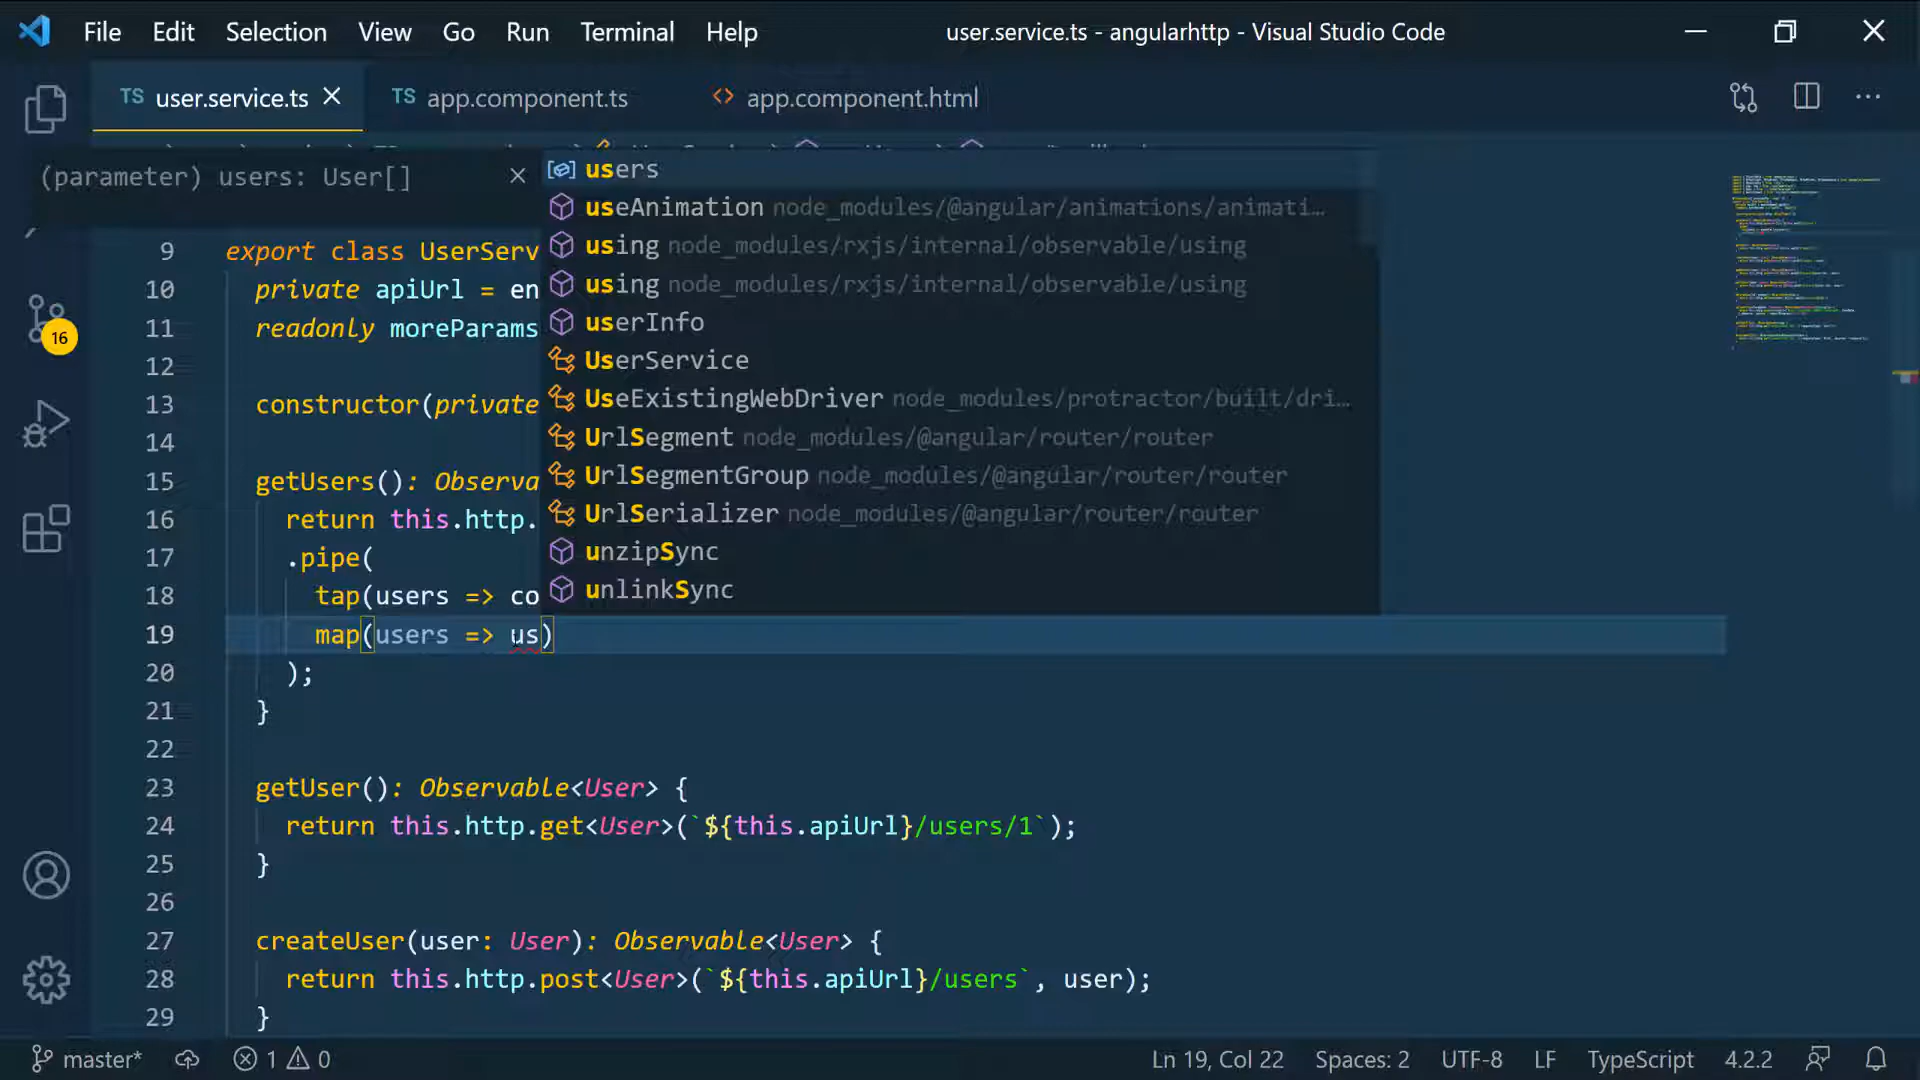 File Edit Selection View Go Run Terminal Help user.service.ts - angularhttp - Visual Studio Code
TS user.service.ts TS app.component.ts <> app.component.html
(parameter) users: User[]
users
useAnimation node_modules/@angular/animations/animati…
using node_modules/rxjs/internal/observable/using
using node_modules/rxjs/internal/observable/using
userInfo
UserService
UseExistingWebDriver node_modules/protractor/built/dri…
UrlSegment node_modules/@angular/router/router
UrlSegmentGroup node_modules/@angular/router/router
UrlSerializer node_modules/@angular/router/router
unzipSync
unlinkSync
9 export class UserServ
10 private apiUrl = en
11 readonly moreParams
12
13 constructor(private
14
15 getUsers(): Observa
16 return this.http.
17 .pipe(
18 tap(users => co
19 map(users => us)
20 );
21 }
22
23 getUser(): Observable<User> {
24 return this.http.get<User>(`${this.apiUrl}/users/1`);
25 }
26
27 createUser(user: User): Observable<User> {
28 return this.http.post<User>(`${this.apiUrl}/users`, user);
29 }
16
master* 1 0 Ln 19, Col 22 Spaces: 2 UTF-8 LF TypeScript 4.2.2